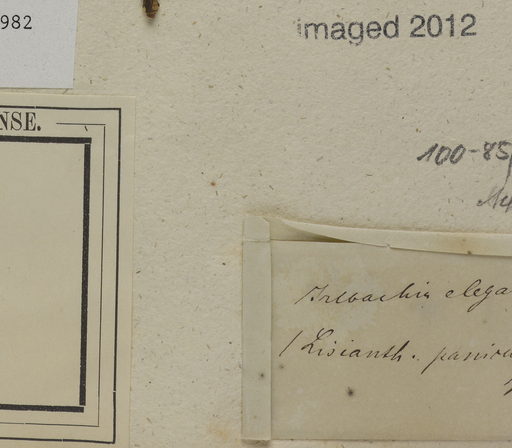 982
imaged 2012
NSE.
100-85
Irlbachia elega
(Lisianth. panicu